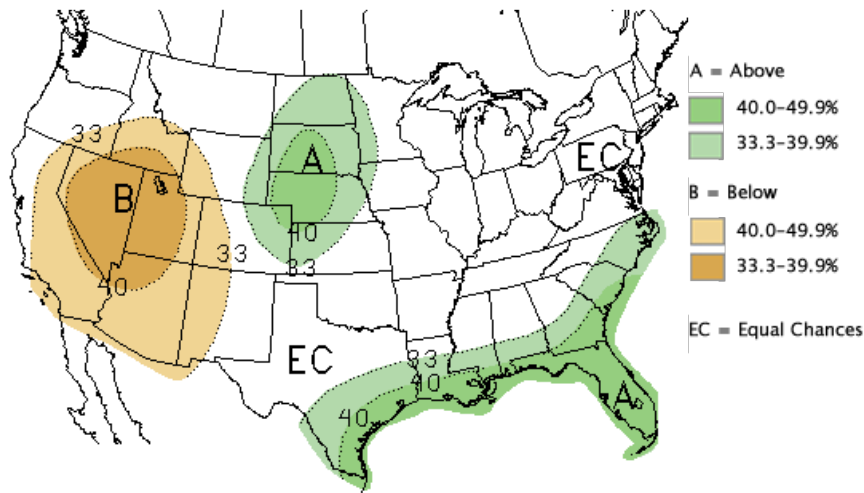 33
B
40
33
A
40
33
EC
EC
33
40
40
A
A = Above
40.0-49.9%
33.3-39.9%
B = Below
40.0-49.9%
33.3-39.9%
EC = Equal Chances